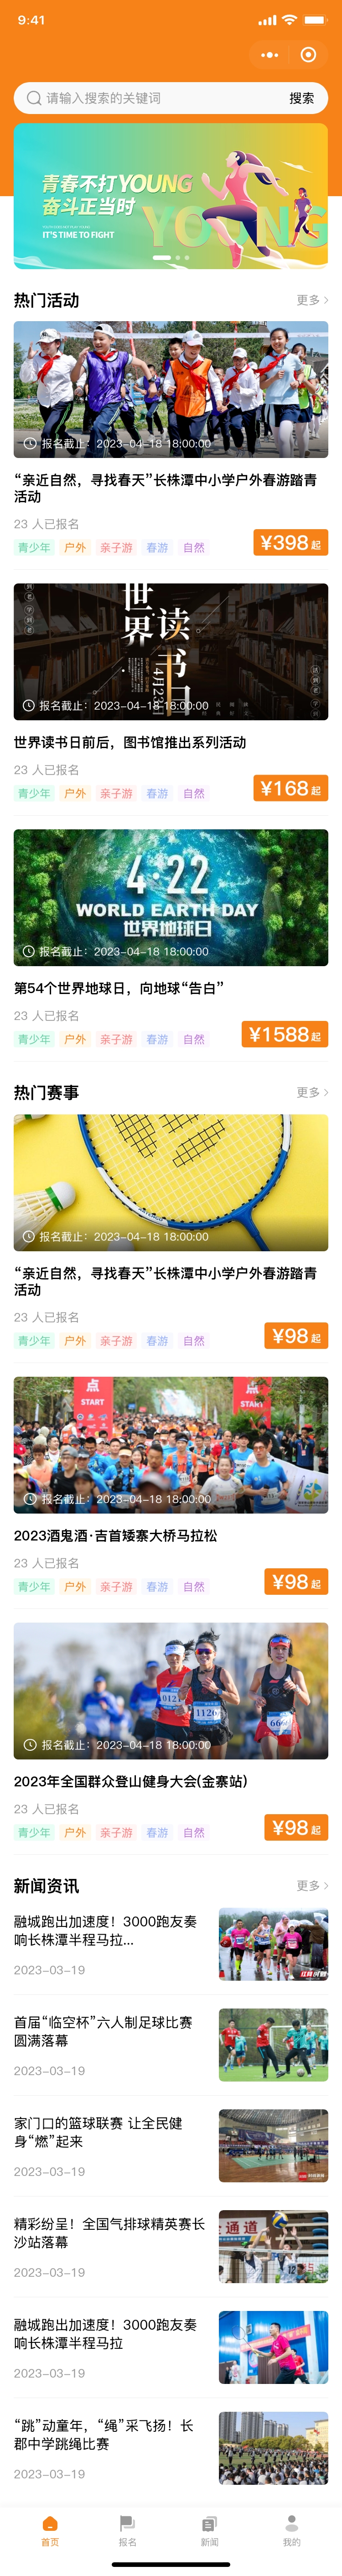 9:41
请输入搜索的关键词
搜索
青春不打YOUNG
奋斗正当时
IT'S TIME TO FIGHT
YOUNG
热门活动
更多
报名截止：2023-04-18 18:00:00
“亲近自然，寻找春天”长株潭中小学户外春游踏青
活动
23 人已报名
青少年 户外 亲子游 春游 自然
¥398起
世界读书日
4月23日
报名截止：2023-04-18 18:00:00
世界读书日前后，图书馆推出系列活动
23 人已报名
青少年 户外 亲子游 春游 自然
¥168起
4·22
WORLD EARTH DAY
世界地球日
报名截止：2023-04-18 18:00:00
第54个世界地球日，向地球“告白”
23 人已报名
青少年 户外 亲子游 春游 自然
¥1588起
热门赛事
更多
报名截止：2023-04-18 18:00:00
“亲近自然，寻找春天”长株潭中小学户外春游踏青
活动
23 人已报名
青少年 户外 亲子游 春游 自然
¥98起
点
START
点
START
报名截止：2023-04-18 18:00:00
2023酒鬼酒·吉首矮寨大桥马拉松
23 人已报名
青少年 户外 亲子游 春游 自然
¥98起
报名截止：2023-04-18 18:00:00
2023年全国群众登山健身大会(金寨站)
23 人已报名
青少年 户外 亲子游 春游 自然
¥98起
新闻资讯
更多
融城跑出加速度！3000跑友奏
响长株潭半程马拉...
2023-03-19
首届“临空杯”六人制足球比赛
圆满落幕
2023-03-19
家门口的篮球联赛 让全民健
身“燃”起来
2023-03-19
精彩纷呈！全国气排球精英赛长
沙站落幕
2023-03-19
通道
融城跑出加速度！3000跑友奏
响长株潭半程马拉
2023-03-19
“跳”动童年，“绳”采飞扬！长
郡中学跳绳比赛
2023-03-19
首页
报名
新闻
我的